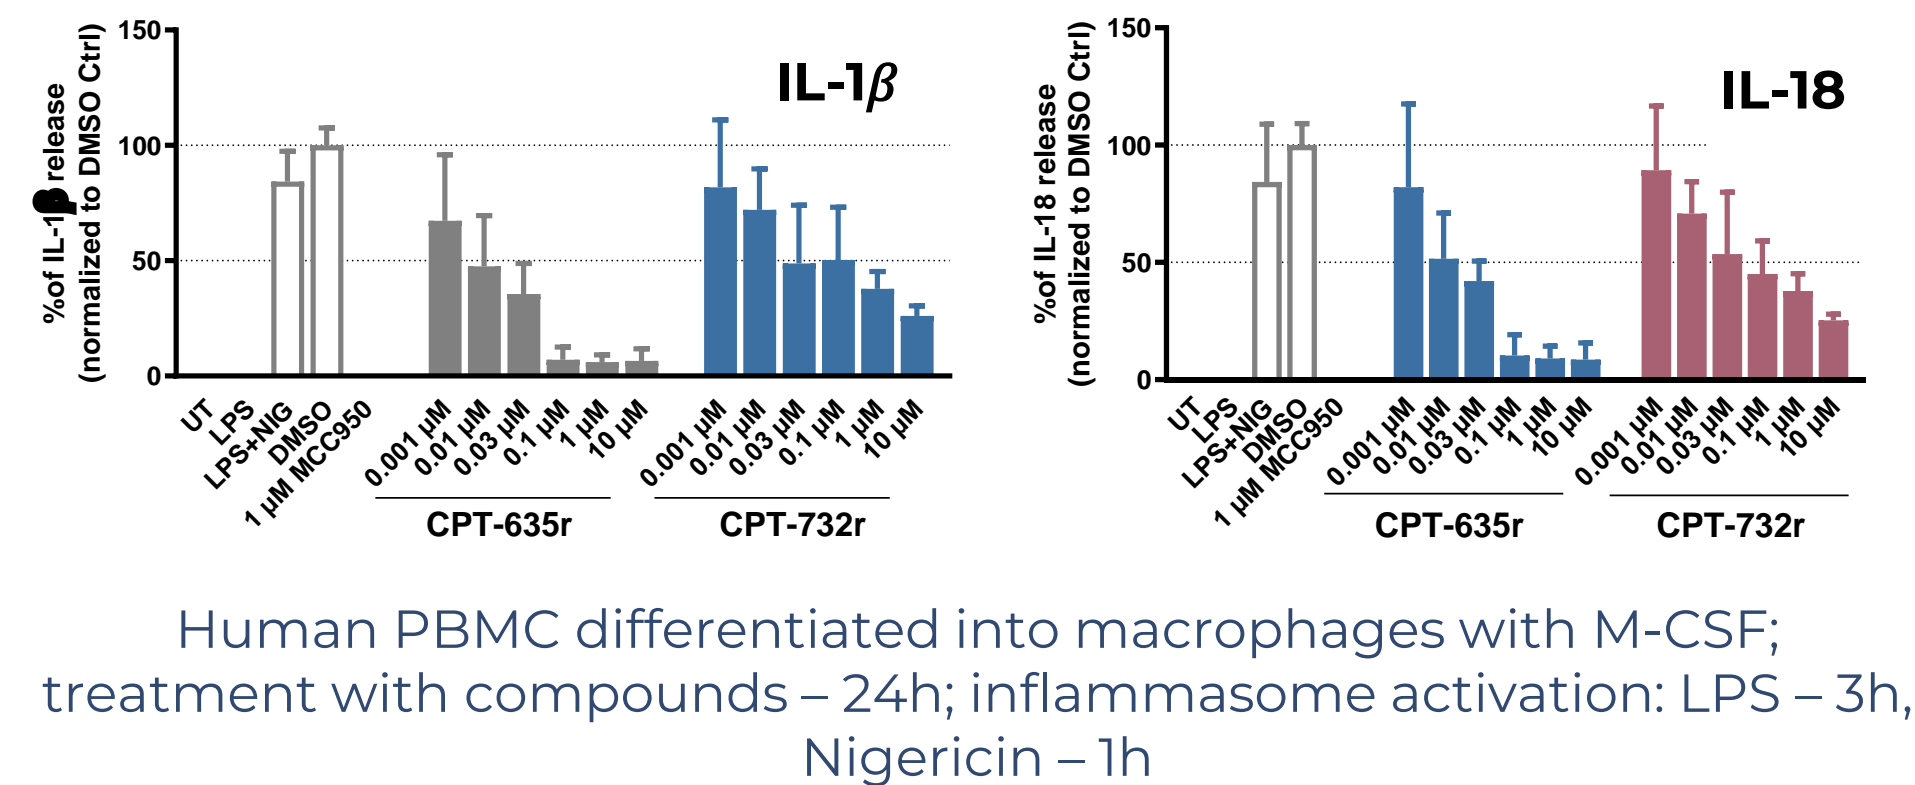 IL-1β
%of IL-1β release
(normalized to DMSO Ctrl)
150
100
50
0
UT
LPS
LPS+NIG
DMSO
1 µM MCC950
0.001 µM
0.01 µM
0.03 µM
0.1 µM
1 µM
10 µM
0.001 µM
0.01 µM
0.03 µM
0.1 µM
1 µM
10 µM
CPT-635r
CPT-732r
IL-18
%of IL-18 release
(normalized to DMSO Ctrl)
150
100
50
0
UT
LPS
LPS+NIG
DMSO
1 µM MCC950
0.001 µM
0.01 µM
0.03 µM
0.1 µM
1 µM
10 µM
0.001 µM
0.01 µM
0.03 µM
0.1 µM
1 µM
10 µM
CPT-635r
CPT-732r
Human PBMC differentiated into macrophages with M-CSF;
treatment with compounds – 24h; inflammasome activation: LPS – 3h,
Nigericin – 1h